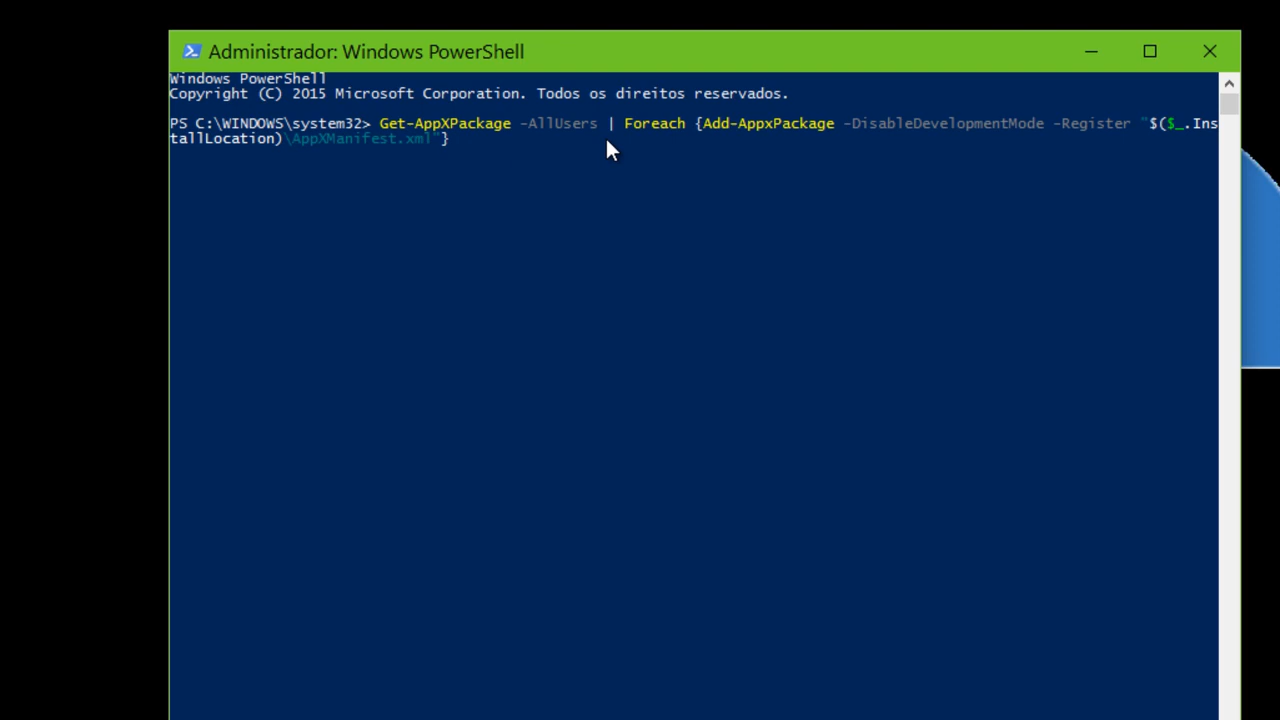 Administrador: Windows PowerShell
Windows PowerShell
Copyright (C) 2015 Microsoft Corporation. Todos os direitos reservados.
PS C:\WINDOWS\system32> Get-AppXPackage -AllUsers | Foreach {Add-AppxPackage -DisableDevelopmentMode -Register "$($_.Ins
tallLocation)\AppXManifest.xml"}